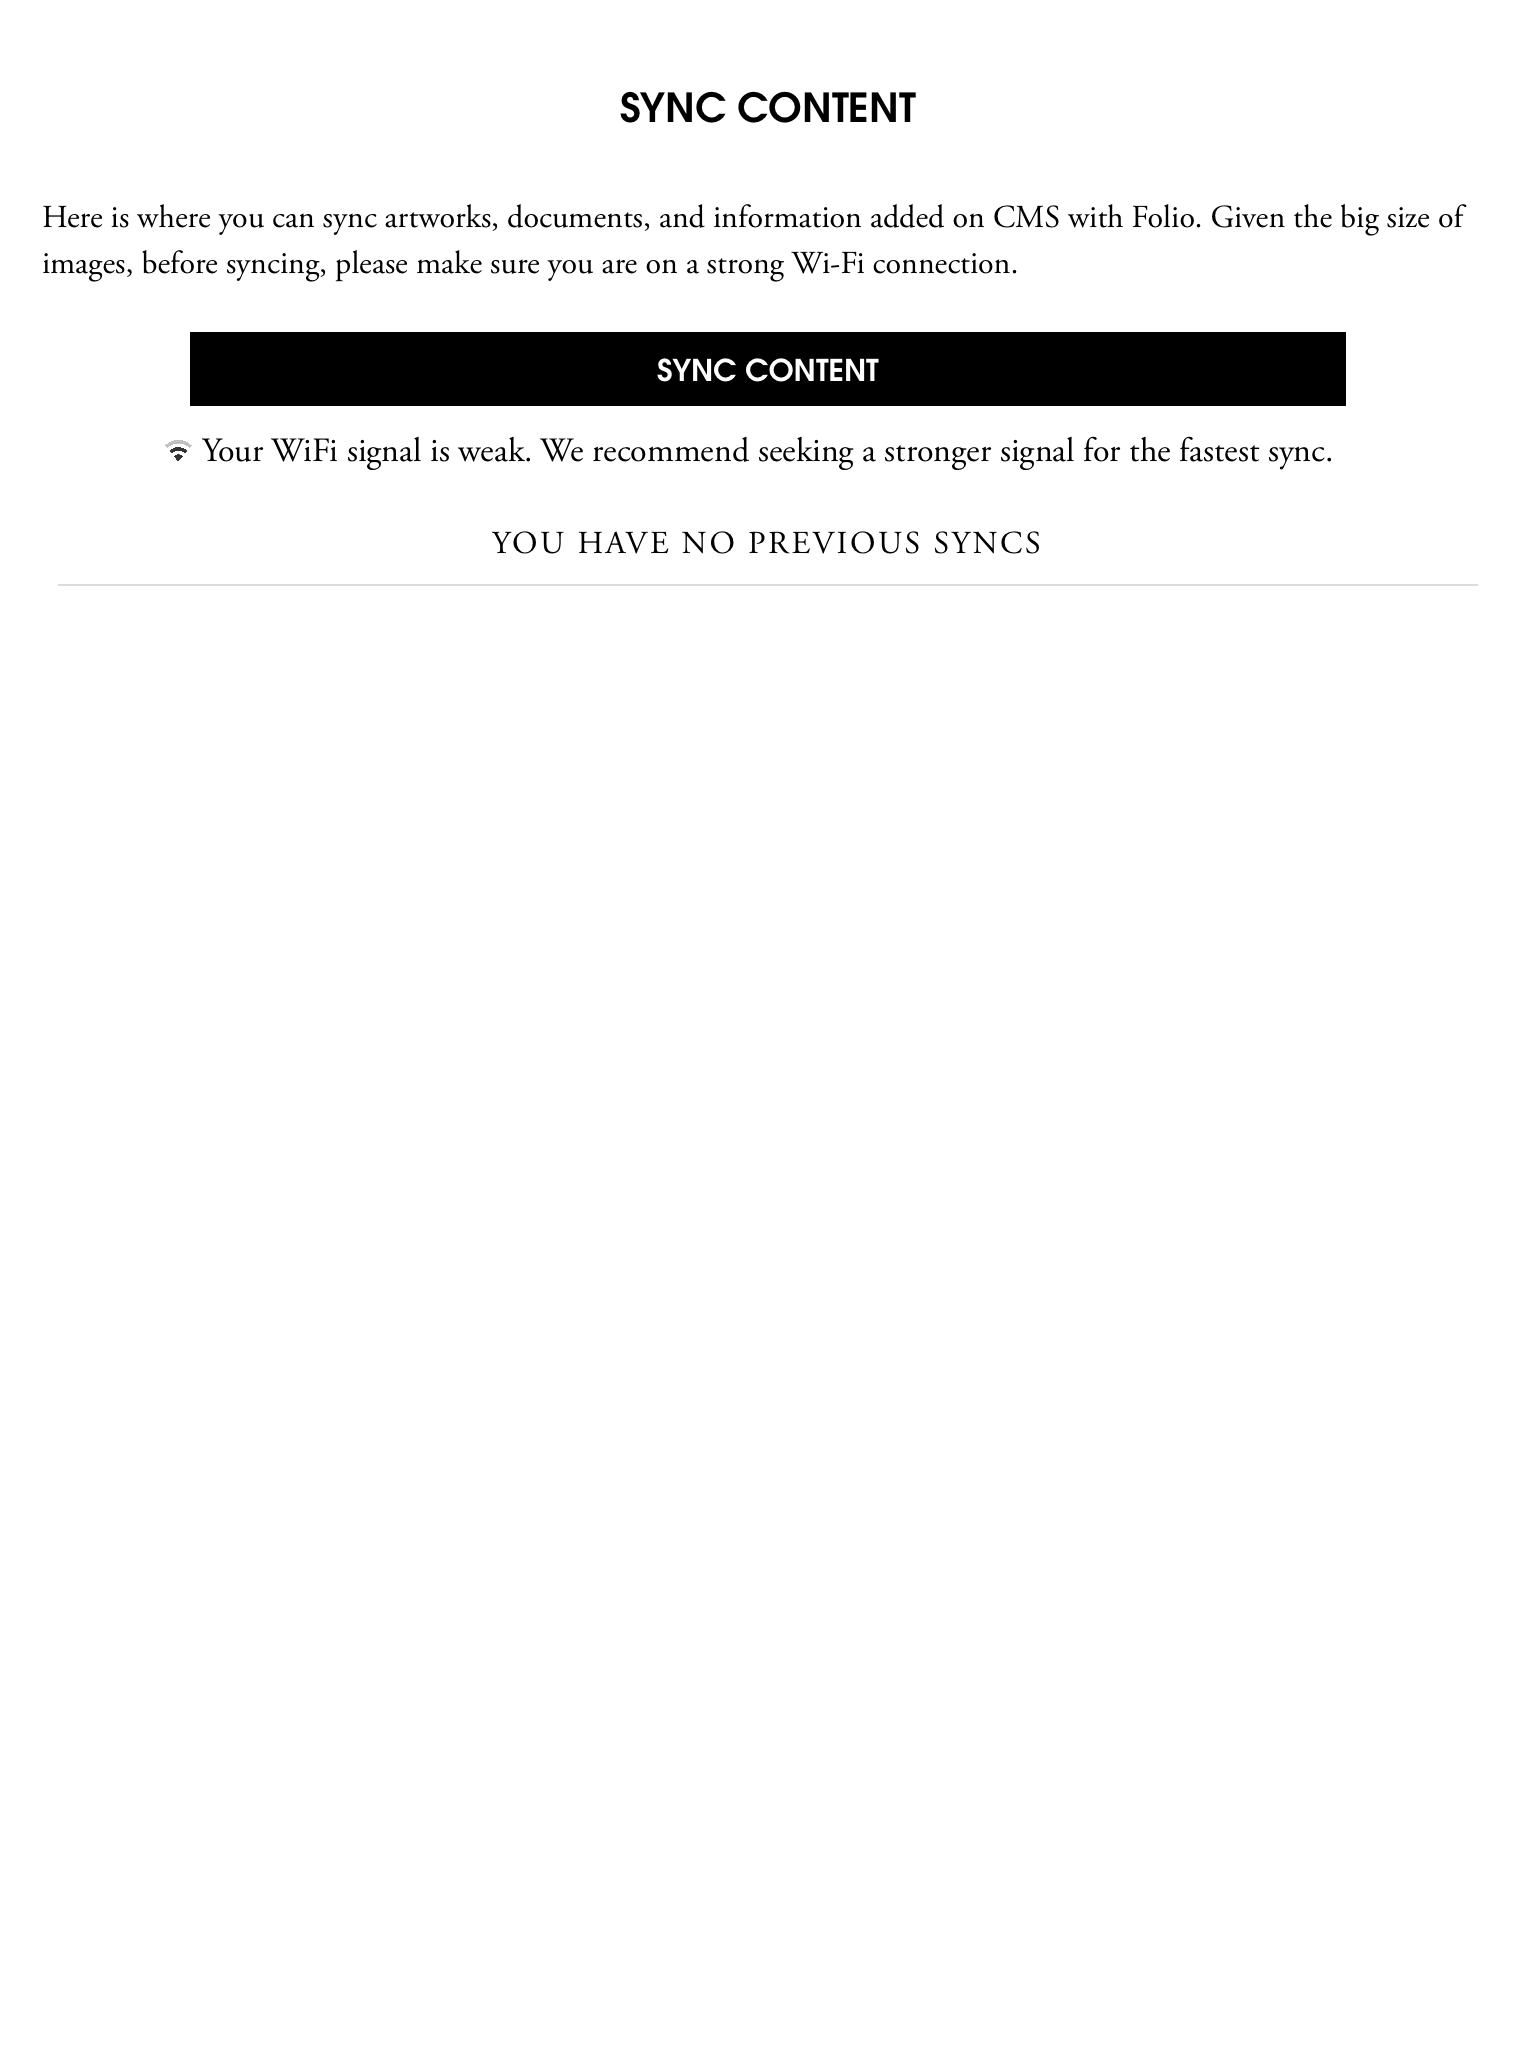 SYNC CONTENT
Here is where you can sync artworks, documents, and information added on CMS with Folio. Given the big size of
images, before syncing, please make sure you are on a strong Wi-Fi connection.
SYNC CONTENT
Your WiFi signal is weak. We recommend seeking a stronger signal for the fastest sync.
YOU HAVE NO PREVIOUS SYNCS